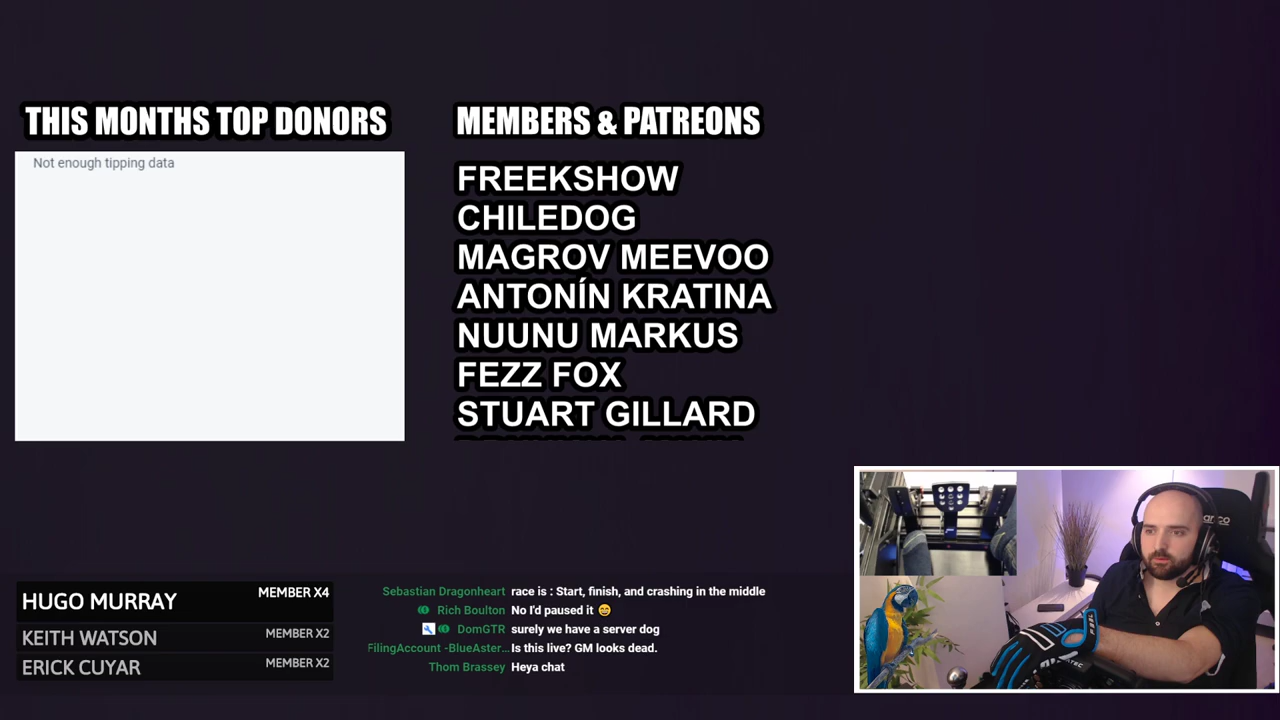 THIS MONTHS TOP DONORS
Not enough tipping data
MEMBERS & PATREONS
FREEKSHOW
CHILEDOG
MAGROV MEEVOO
ANTONÍN KRATINA
NUUNU MARKUS
FEZZ FOX
STUART GILLARD
HUGO MURRAY MEMBER X4
KEITH WATSON MEMBER X2
ERICK CUYAR MEMBER X2
Sebastian Dragonheart race is : Start, finish, and crashing in the middle
Rich Boulton No I'd paused it 😄
DomGTR surely we have a server dog
FilingAccount -BlueAster... Is this live? GM looks dead.
Thom Brassey Heya chat